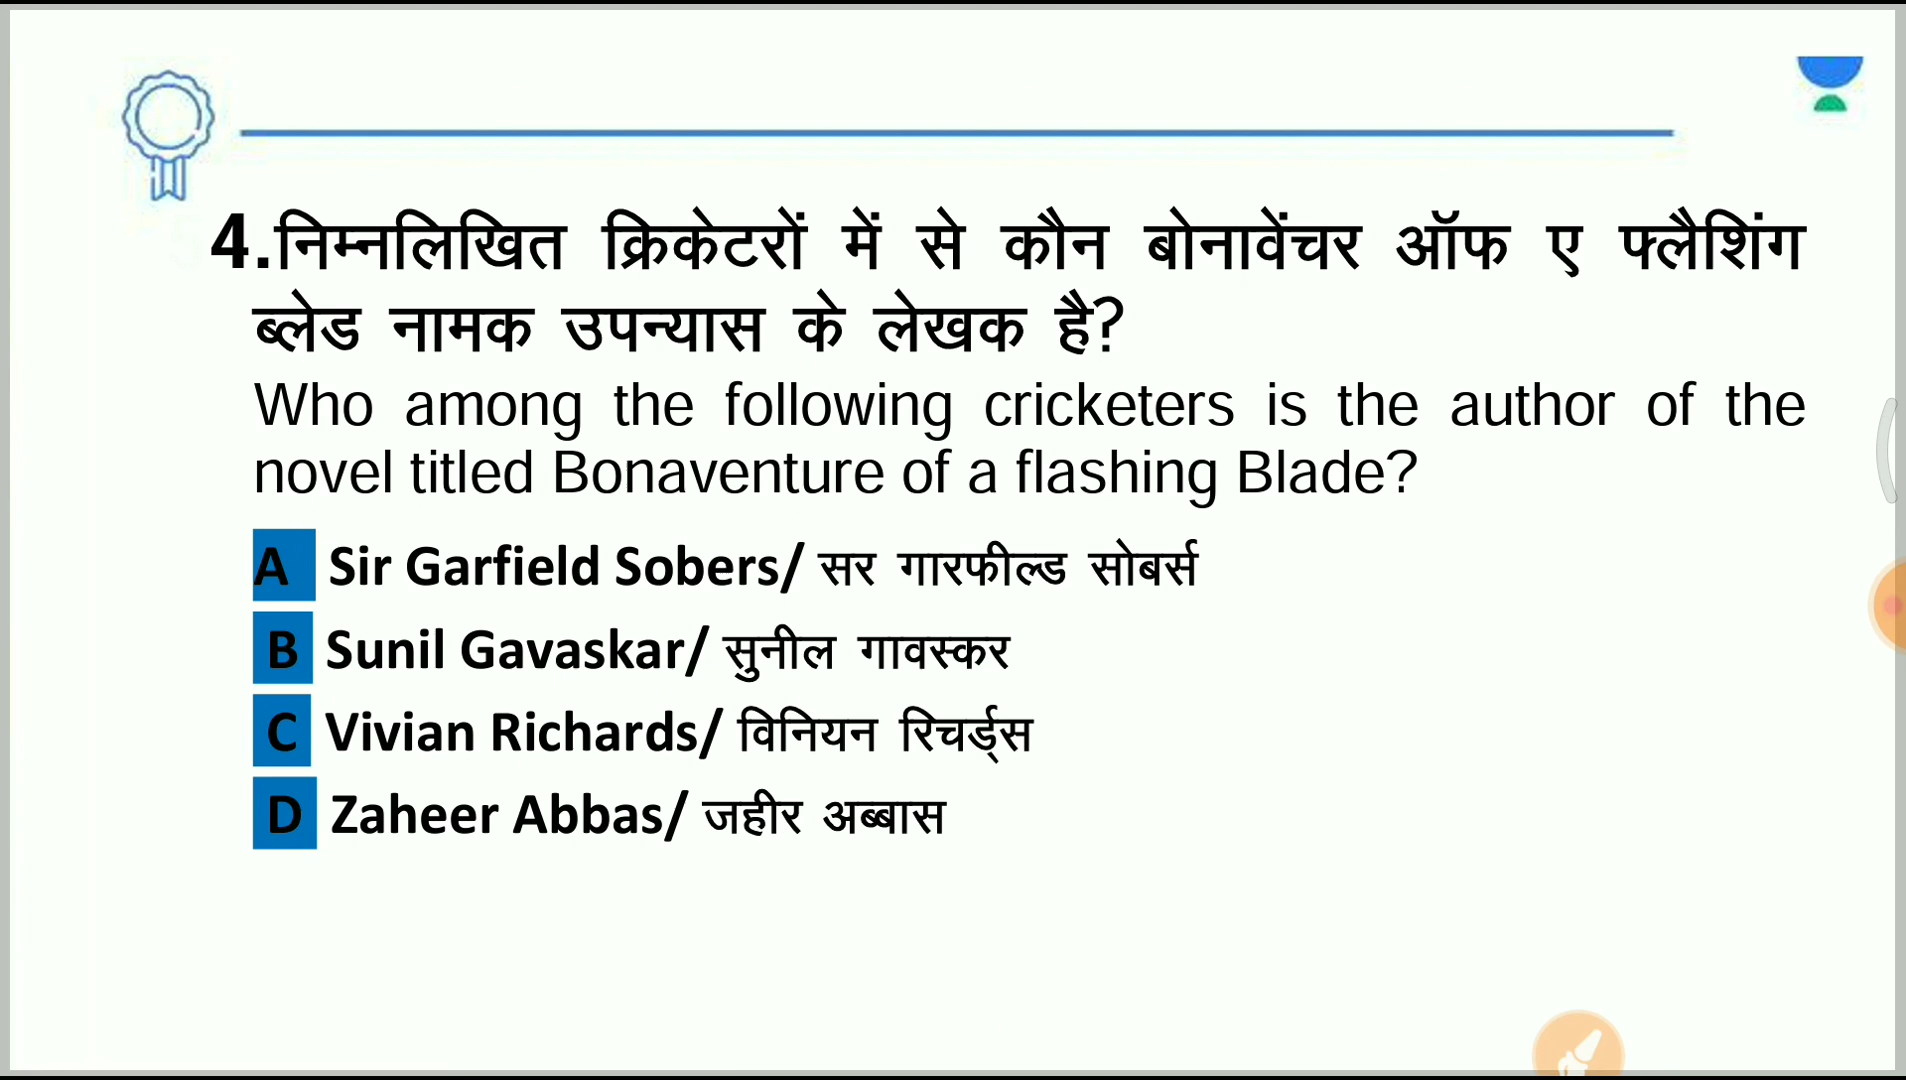 4.निम्नलिखित क्रिकेटरों में से कौन बोनावेंचर ऑफ ए फ्लैशिंग
ब्लेड नामक उपन्यास के लेखक है?
Who among the following cricketers is the author of the
novel titled Bonaventure of a flashing Blade?
A Sir Garfield Sobers/ सर गारफील्ड सोबर्स
B Sunil Gavaskar/ सुनील गावस्कर
C Vivian Richards/ विनियन रिचर्ड्स
D Zaheer Abbas/ जहीर अब्बास